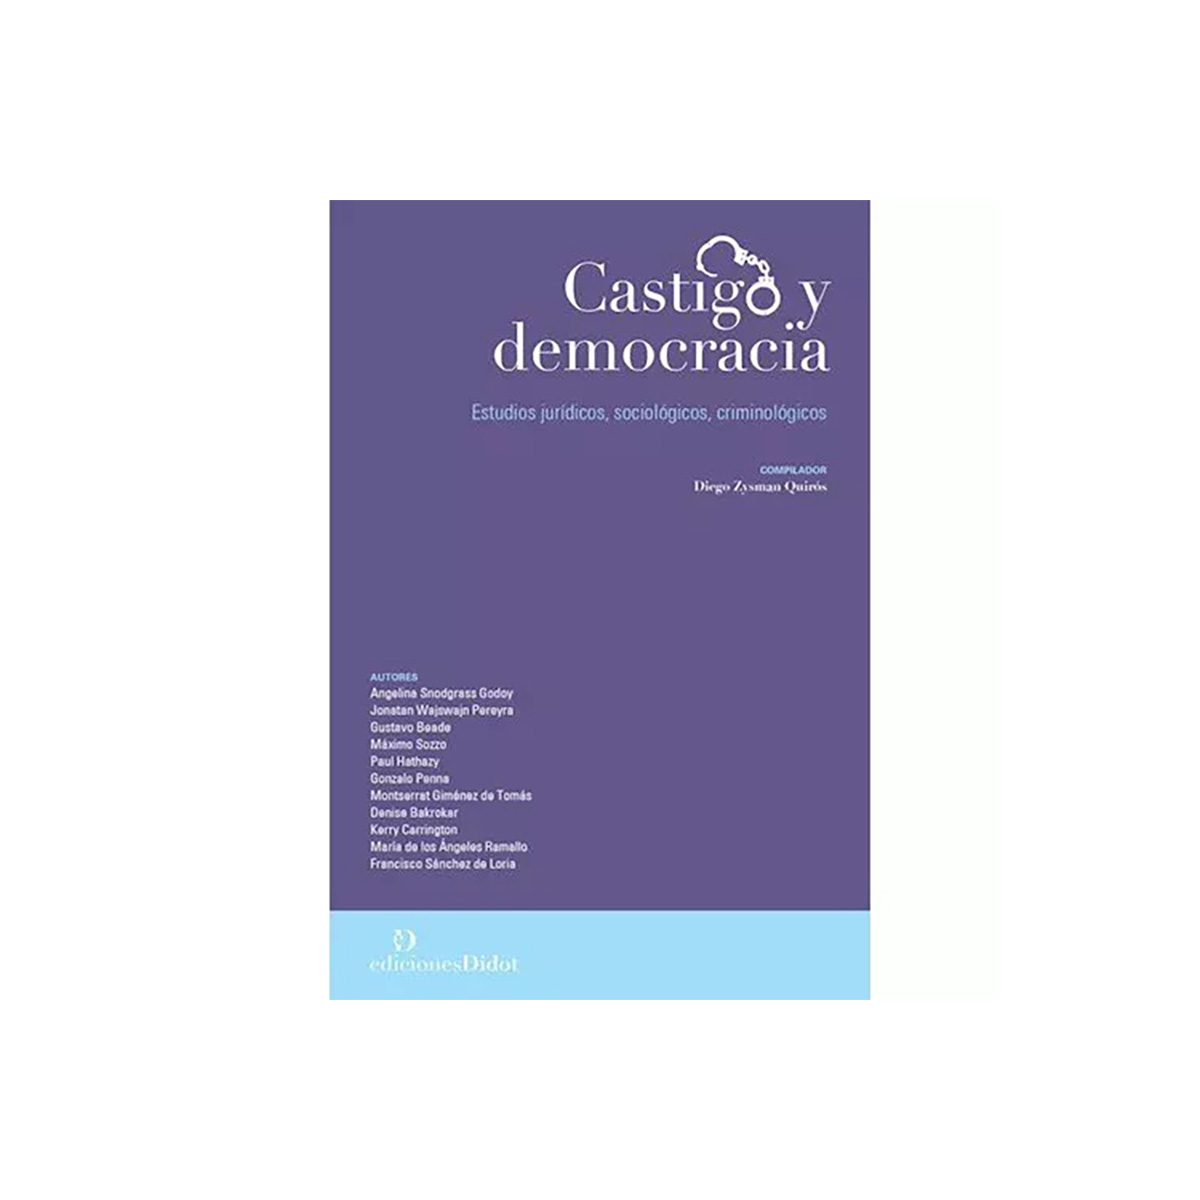 Castigo y
democracia
Estudios jurídicos, sociológicos, criminológicos
COMPILADOR
Diego Zysman Quirós
AUTORES
Angelina Snodgrass Godoy
Jonatan Wajswajn Pereyra
Gustavo Beade
Máximo Sozzo
Paul Hathazy
Gonzalo Penna
Montserrat Giménez de Tomás
Denise Bakrokar
Kerry Carrington
María de los Ángeles Ramallo
Francisco Sánchez de Loria
edicionesDidot